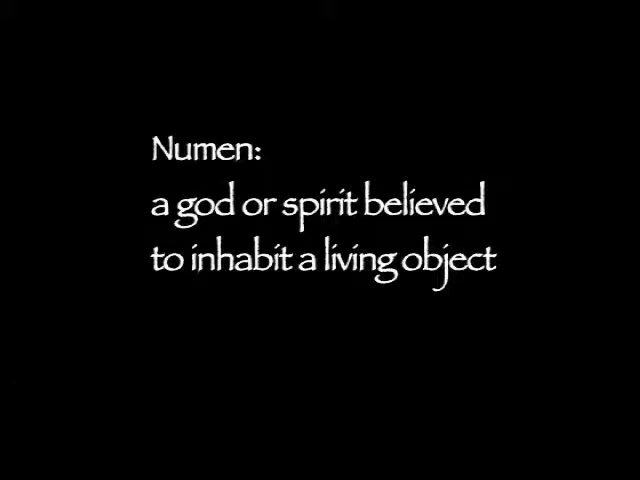 Numen:
a god or spirit believed
to inhabit a living object